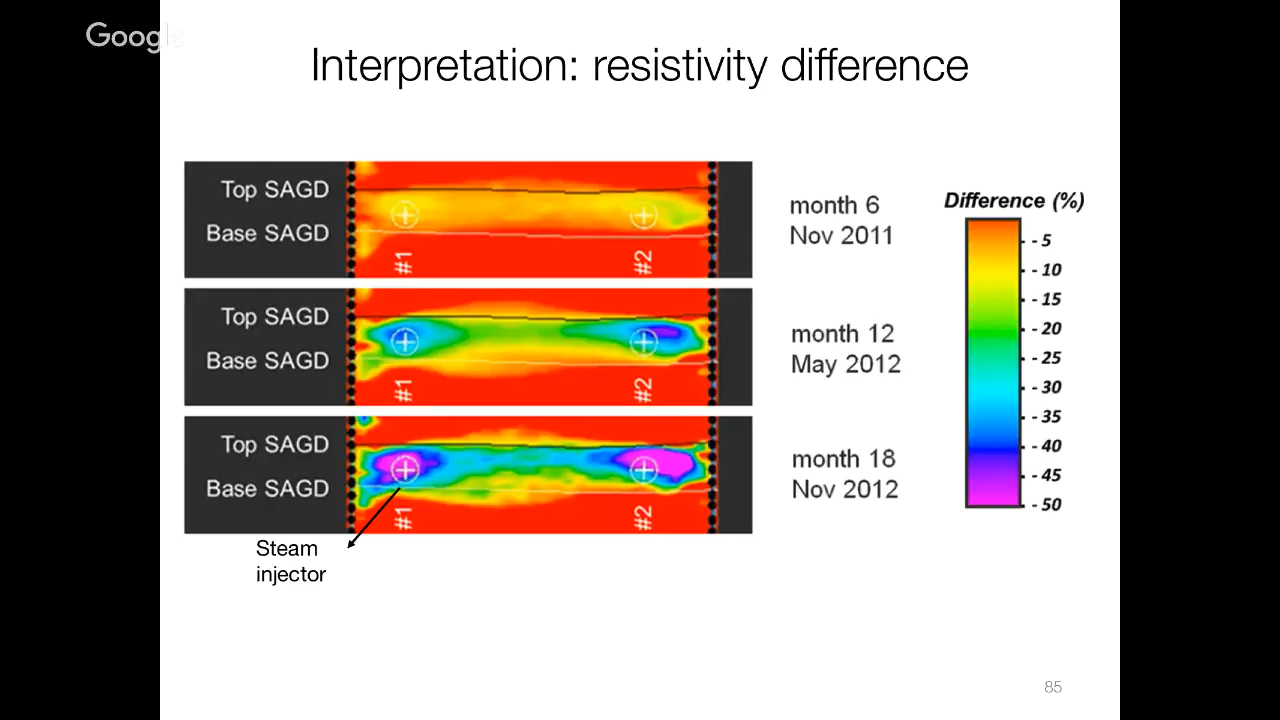 Google
Interpretation: resistivity difference
Top SAGD
Base SAGD
#1
#2
month 6
Nov 2011
Top SAGD
Base SAGD
#1
#2
month 12
May 2012
Top SAGD
Base SAGD
#1
#2
month 18
Nov 2012
Difference (%)
- 5
- 10
- 15
- 20
- 25
- 30
- 35
- 40
- 45
- 50
Steam
injector
85